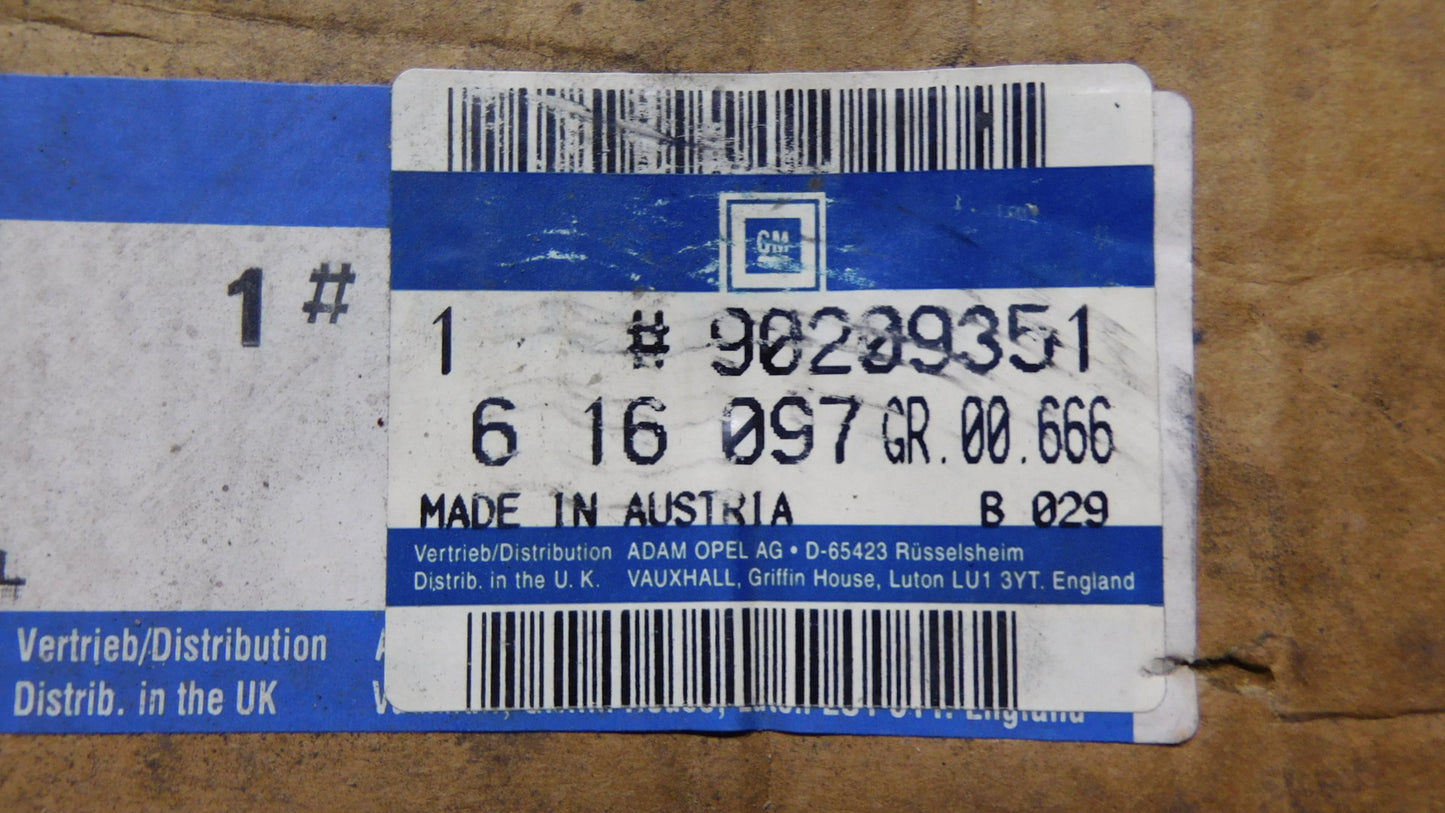 GM
1 #
1 # 90209351
6 16 097 GR. 00. 666
MADE IN AUSTRIA B 029
Vertrieb/Distribution ADAM OPEL AG • D-65423 Rüsselsheim
Distrib. in the U. K. VAUXHALL, Griffin House, Luton LU1 3YT. England
Vertrieb/Distribution
Distrib. in the UK England